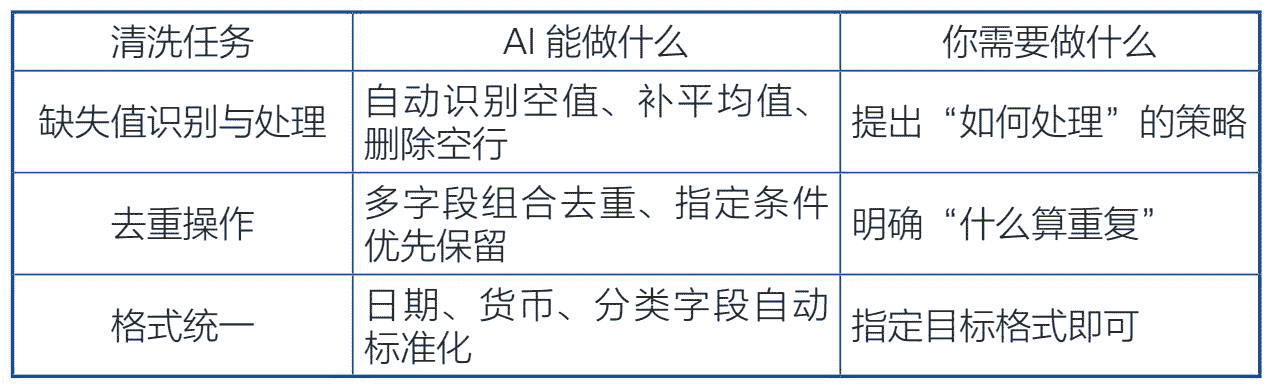 清洗任务
AI 能做什么
你需要做什么
缺失值识别与处理
自动识别空值、补平均值、
删除空行
提出“如何处理”的策略
去重操作
多字段组合去重、指定条件
优先保留
明确“什么算重复”
格式统一
日期、货币、分类字段自动
标准化
指定目标格式即可